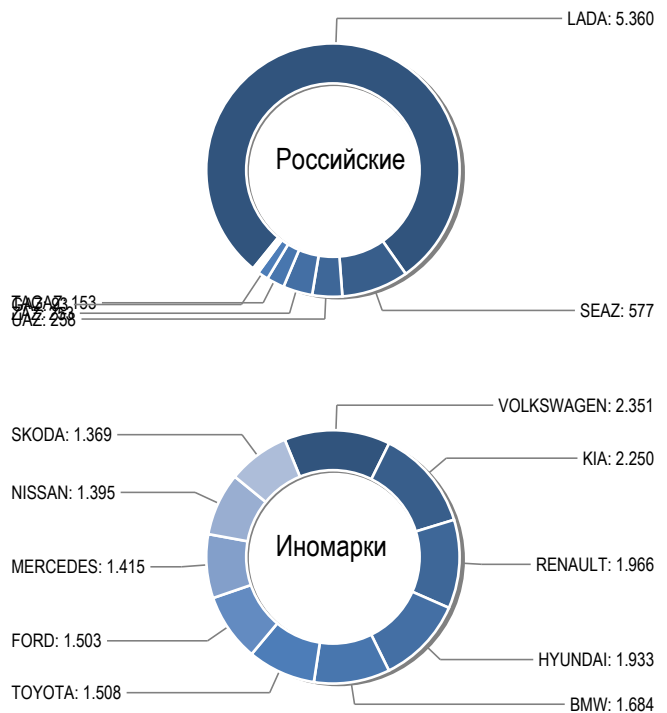 LADA: 5.360
Российские
TAGAZ: 153
UAZ: 258
SEAZ: 577
VOLKSWAGEN: 2.351
SKODA: 1.369
KIA: 2.250
NISSAN: 1.395
Иномарки
MERCEDES: 1.415
RENAULT: 1.966
FORD: 1.503
HYUNDAI: 1.933
TOYOTA: 1.508
BMW: 1.684